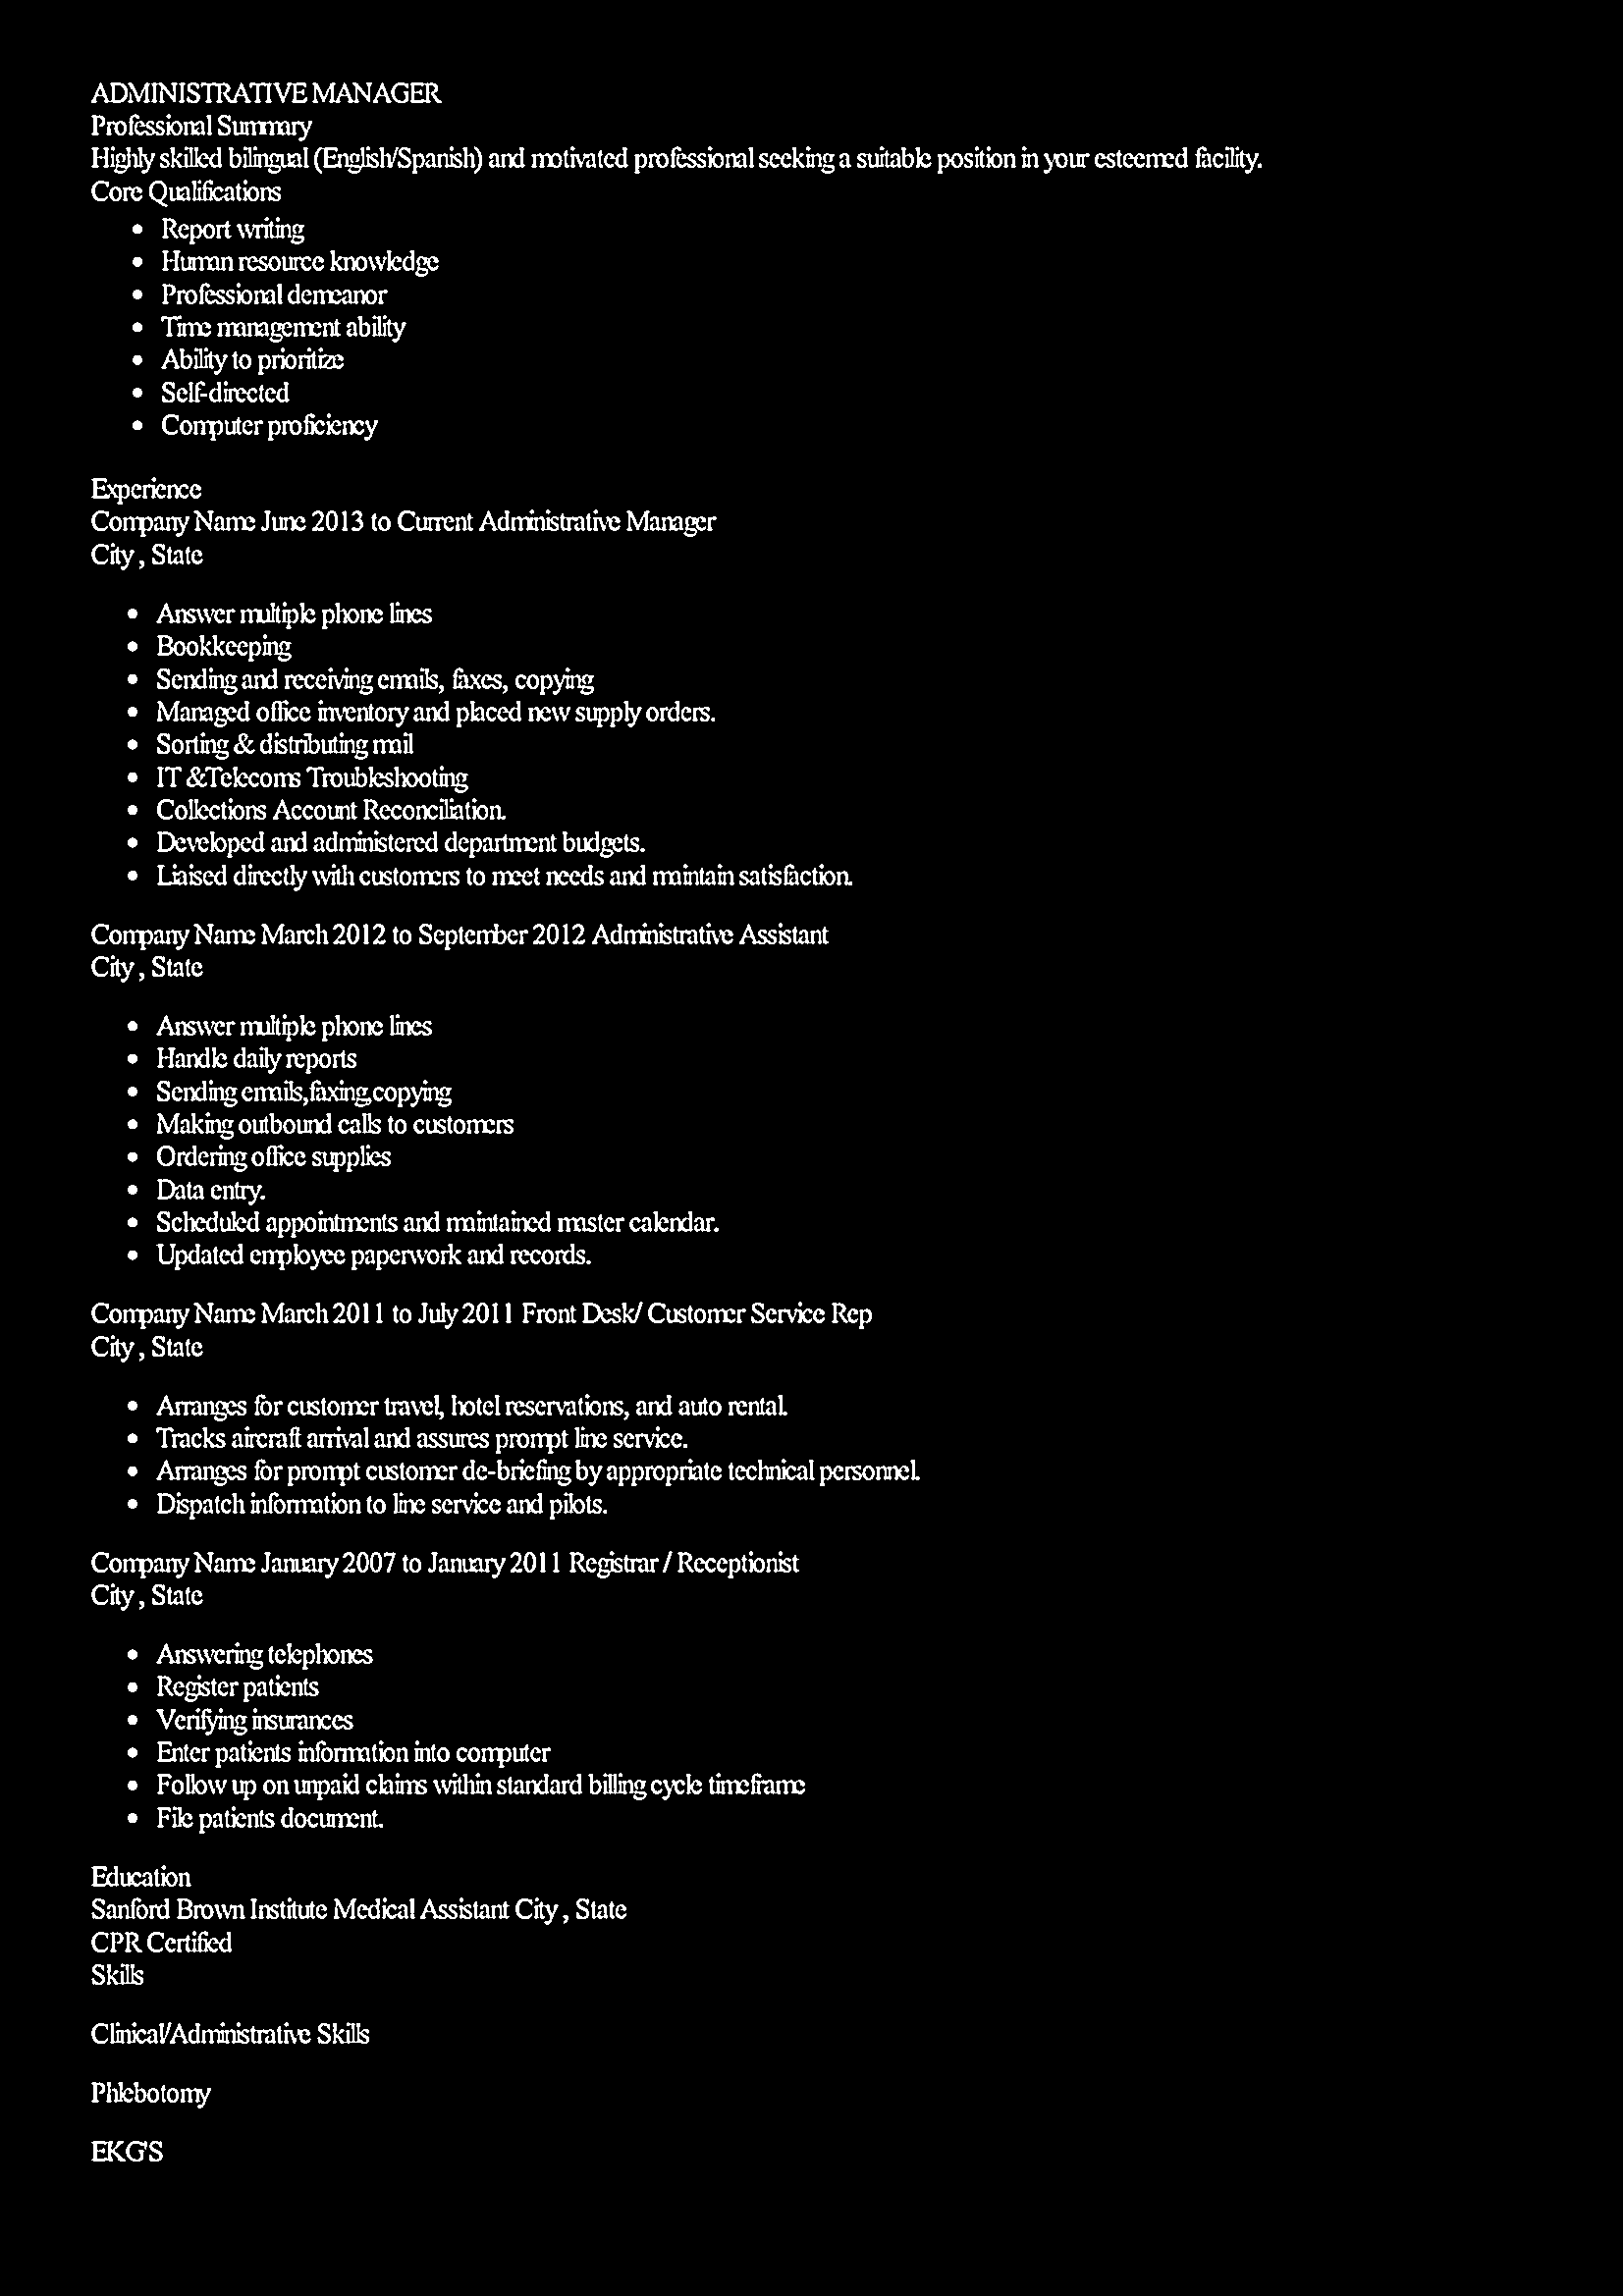 ADMINISTRATIVE MANAGER
Professional Summary
Highly skilled bilingual (English/Spanish) and motivated professional seeking a suitable position in your esteemed facility.
Core Qualifications
• Report writing
• Human resource knowledge
• Professional demeanor
• Time management ability
• Ability to prioritize
• Self-directed
• Computer proficiency
Experience
Company Name June 2013 to Current Administrative Manager
City , State
• Answer multiple phone lines
• Bookkeeping
• Sending and receiving emails, faxes, copying
• Managed office inventory and placed new supply orders.
• Sorting & distributing mail
• IT &Telecoms Troubleshooting
• Collections Account Reconciliation.
• Developed and administered department budgets.
• Liaised directly with customers to meet needs and maintain satisfaction.
Company Name March 2012 to September 2012 Administrative Assistant
City , State
• Answer multiple phone lines
• Handle daily reports
• Sending emails,faxing,copying
• Making outbound calls to customers
• Ordering office supplies
• Data entry.
• Scheduled appointments and maintained master calendar.
• Updated employee paperwork and records.
Company Name March 2011 to July 2011 Front Desk/ Customer Service Rep
City , State
• Arranges for customer travel, hotel reservations, and auto rental.
• Tracks aircraft arrival and assures prompt line service.
• Arranges for prompt customer de-briefing by appropriate technical personnel.
• Dispatch information to line service and pilots.
Company Name January 2007 to January 2011 Registrar / Receptionist
City , State
• Answering telephones
• Register patients
• Verifying insurances
• Enter patients information into computer
• Follow up on unpaid claims within standard billing cycle timeframe
• File patients document.
Education
Sanford Brown Institute Medical Assistant City , State
CPR Certified
Skills
Clinical/Administrative Skills
Phlebotomy
EKG'S